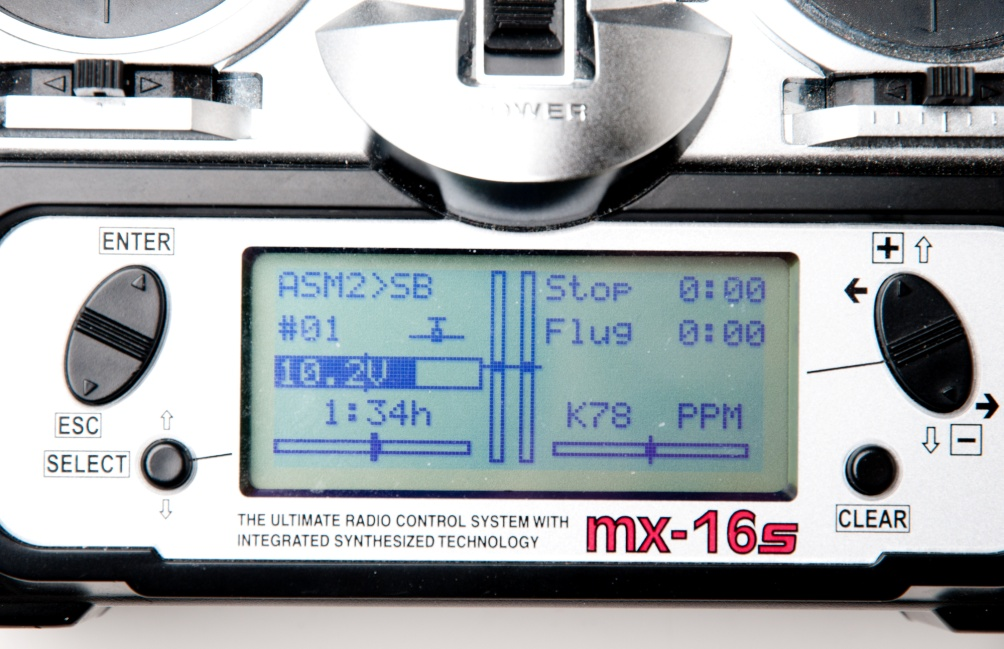 POWER
ENTER
ESC
SELECT
ASM2>SB
#01
10.2V
1:34h
Stop 0:00
Flug 0:00
K78 PPM
THE ULTIMATE RADIO CONTROL SYSTEM WITH
INTEGRATED SYNTHESIZED TECHNOLOGY
mx-16s
+
-
CLEAR